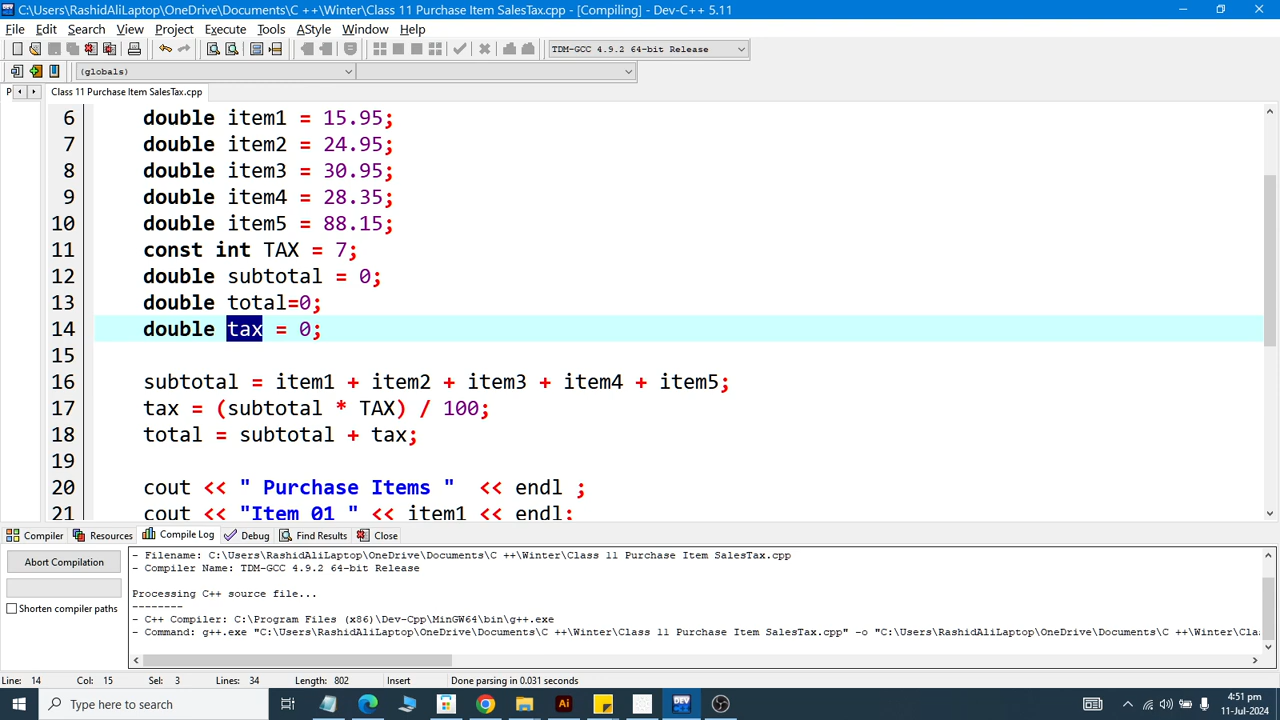 C:\Users\RashidAliLaptop\OneDrive\Documents\C ++\Winter\Class 11 Purchase Item SalesTax.cpp - [Compiling] - Dev-C++ 5.11
File Edit Search View Project Execute Tools AStyle Window Help
TDM-GCC 4.9.2 64-bit Release
(globals)
P Class 11 Purchase Item SalesTax.cpp
6 double item1 = 15.95;
7 double item2 = 24.95;
8 double item3 = 30.95;
9 double item4 = 28.35;
10 double item5 = 88.15;
11 const int TAX = 7;
12 double subtotal = 0;
13 double total=0;
14 double tax = 0;
15
16 subtotal = item1 + item2 + item3 + item4 + item5;
17 tax = (subtotal * TAX) / 100;
18 total = subtotal + tax;
19
20 cout << " Purchase Items "  << endl ;
21 cout << "Item 01 " << item1 << endl;
Compiler Resources Compile Log Debug Find Results Close
Abort Compilation
Shorten compiler paths
- Filename: C:\Users\RashidAliLaptop\OneDrive\Documents\C ++\Winter\Class 11 Purchase Item SalesTax.cpp
- Compiler Name: TDM-GCC 4.9.2 64-bit Release
Processing C++ source file...
--------
- C++ Compiler: C:\Program Files (x86)\Dev-Cpp\MinGW64\bin\g++.exe
- Command: g++.exe "C:\Users\RashidAliLaptop\OneDrive\Documents\C ++\Winter\Class 11 Purchase Item SalesTax.cpp" -o "C:\Users\RashidAliLaptop\OneDrive\Documents\C ++\Winter\Cla
Line: 14 Col: 15 Sel: 3 Lines: 34 Length: 802 Insert Done parsing in 0.031 seconds
Type here to search
Ai
DEV
4:51 pm
11-Jul-2024